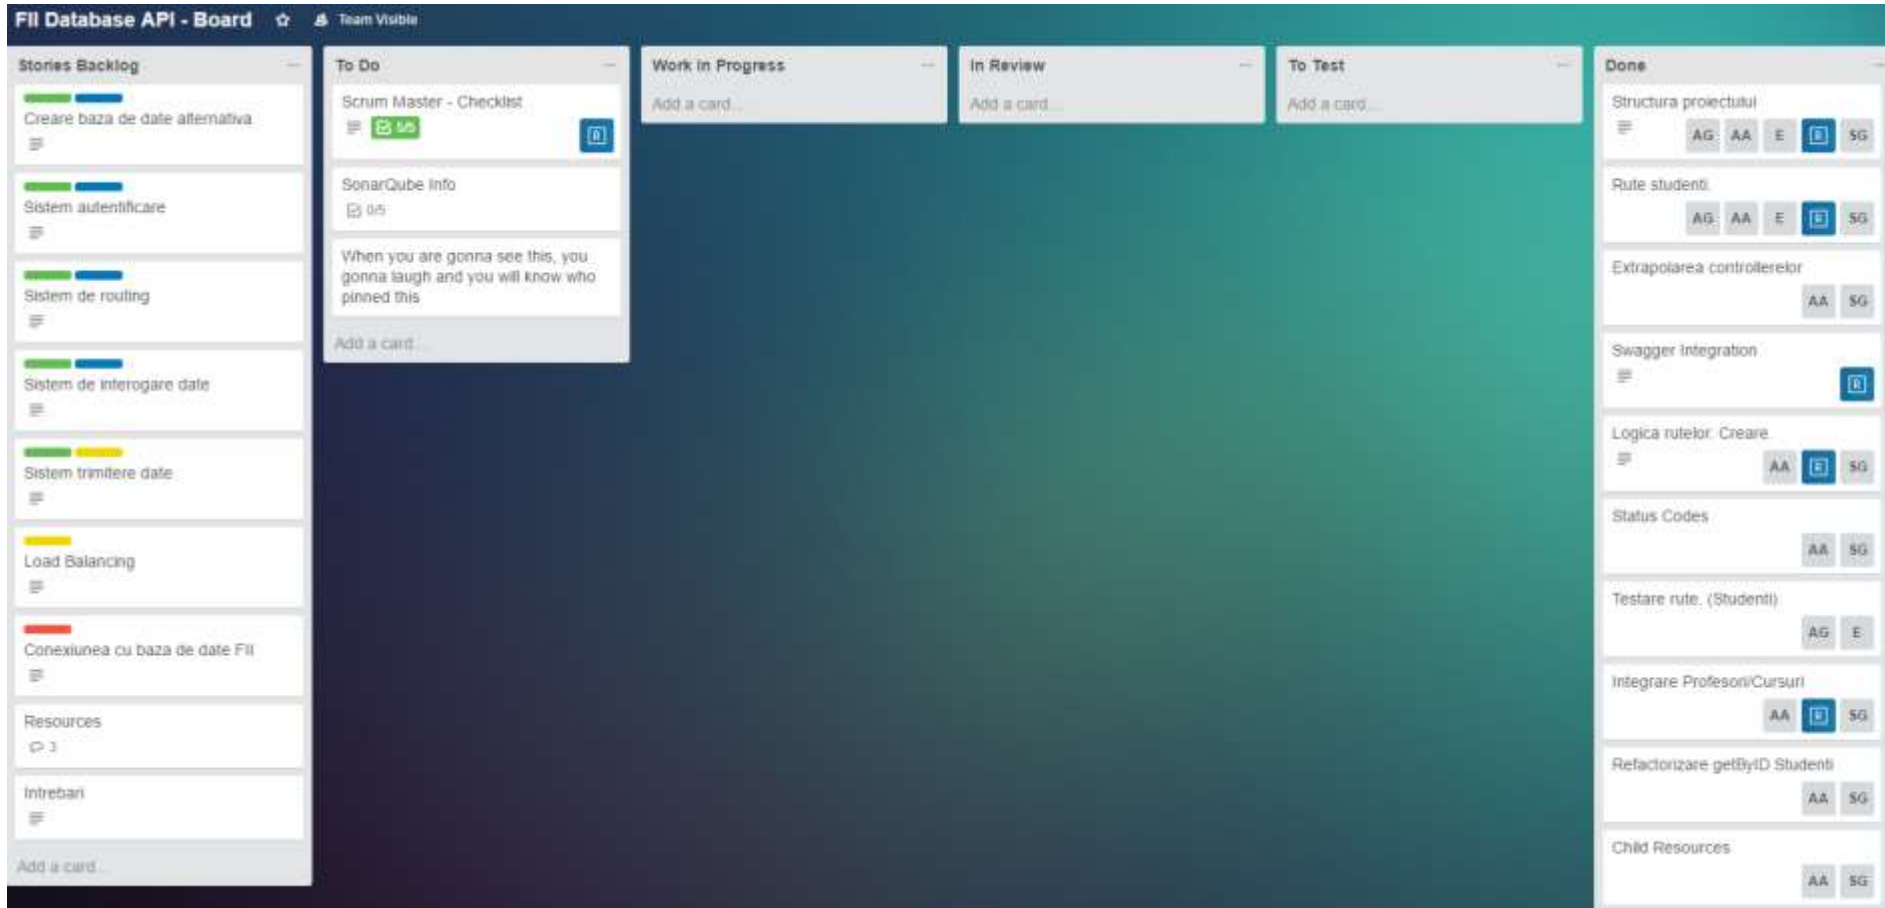 FII Database API - Board
Team Visible
Stories Backlog
Creare baza de date alternativa
Sistem autentificare
Sistem de routing
Sistem de interogare date
Sistem trimitere date
Load Balancing
Conexiunea cu baza de date FII
Resources
3
Intrebari
Add a card...
To Do
Scrum Master - Checklist
5/5
R
SonarQube Info
0/5
When you are gonna see this, you
gonna laugh and you will know who
pinned this
Add a card...
Work In Progress
Add a card...
In Review
Add a card...
To Test
Add a card...
Done
Structura proiectului
AG AA E R SG
Rute studenti.
AG AA E R SG
Extrapolarea controllerelor
AA SG
Swagger Integration
R
Logica rutelor. Creare.
AA R SG
Status Codes
AA SG
Testare rute. (Studenti)
AG E
Integrare Profesori/Cursuri
AA R SG
Refactorizare getByID Studenti
AA SG
Child Resources
AA SG